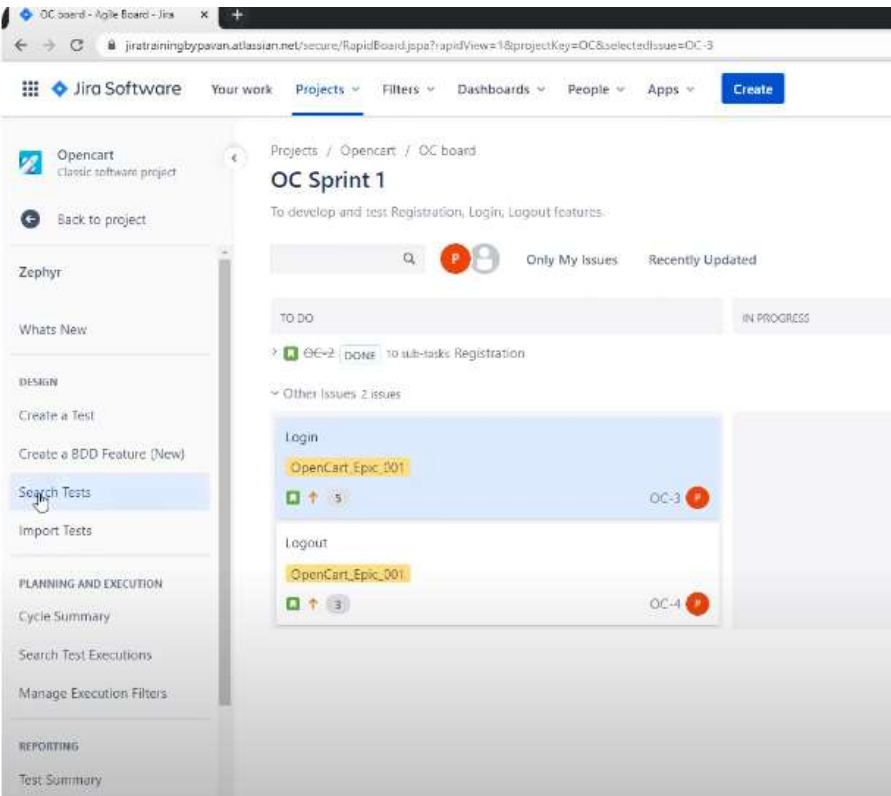 OC board - Agile Board - Jira
jiratrainingbypavan.atlassian.net/secure/RapidBoard.jspa?rapidView=1&projectKey=OC&selectedIssue=OC-3
Jira Software Your work Projects Filters Dashboards People Apps Create
Opencart
Classic software project
Back to project
Zephyr
Whats New
DESIGN
Create a Test
Create a BDD Feature (New)
Search Tests
Import Tests
PLANNING AND EXECUTION
Cycle Summary
Search Test Executions
Manage Execution Filters
REPORTING
Test Summary
Projects / Opencart / OC board
OC Sprint 1
To develop and test Registration, Login, Logout features.
P Only My Issues Recently Updated
TO DO IN PROGRESS
OC-2 DONE 10 sub-tasks Registration
Other Issues 2 issues
Login
OpenCart_Epic_001
5 OC-3 P
Logout
OpenCart_Epic_001
3 OC-4 P